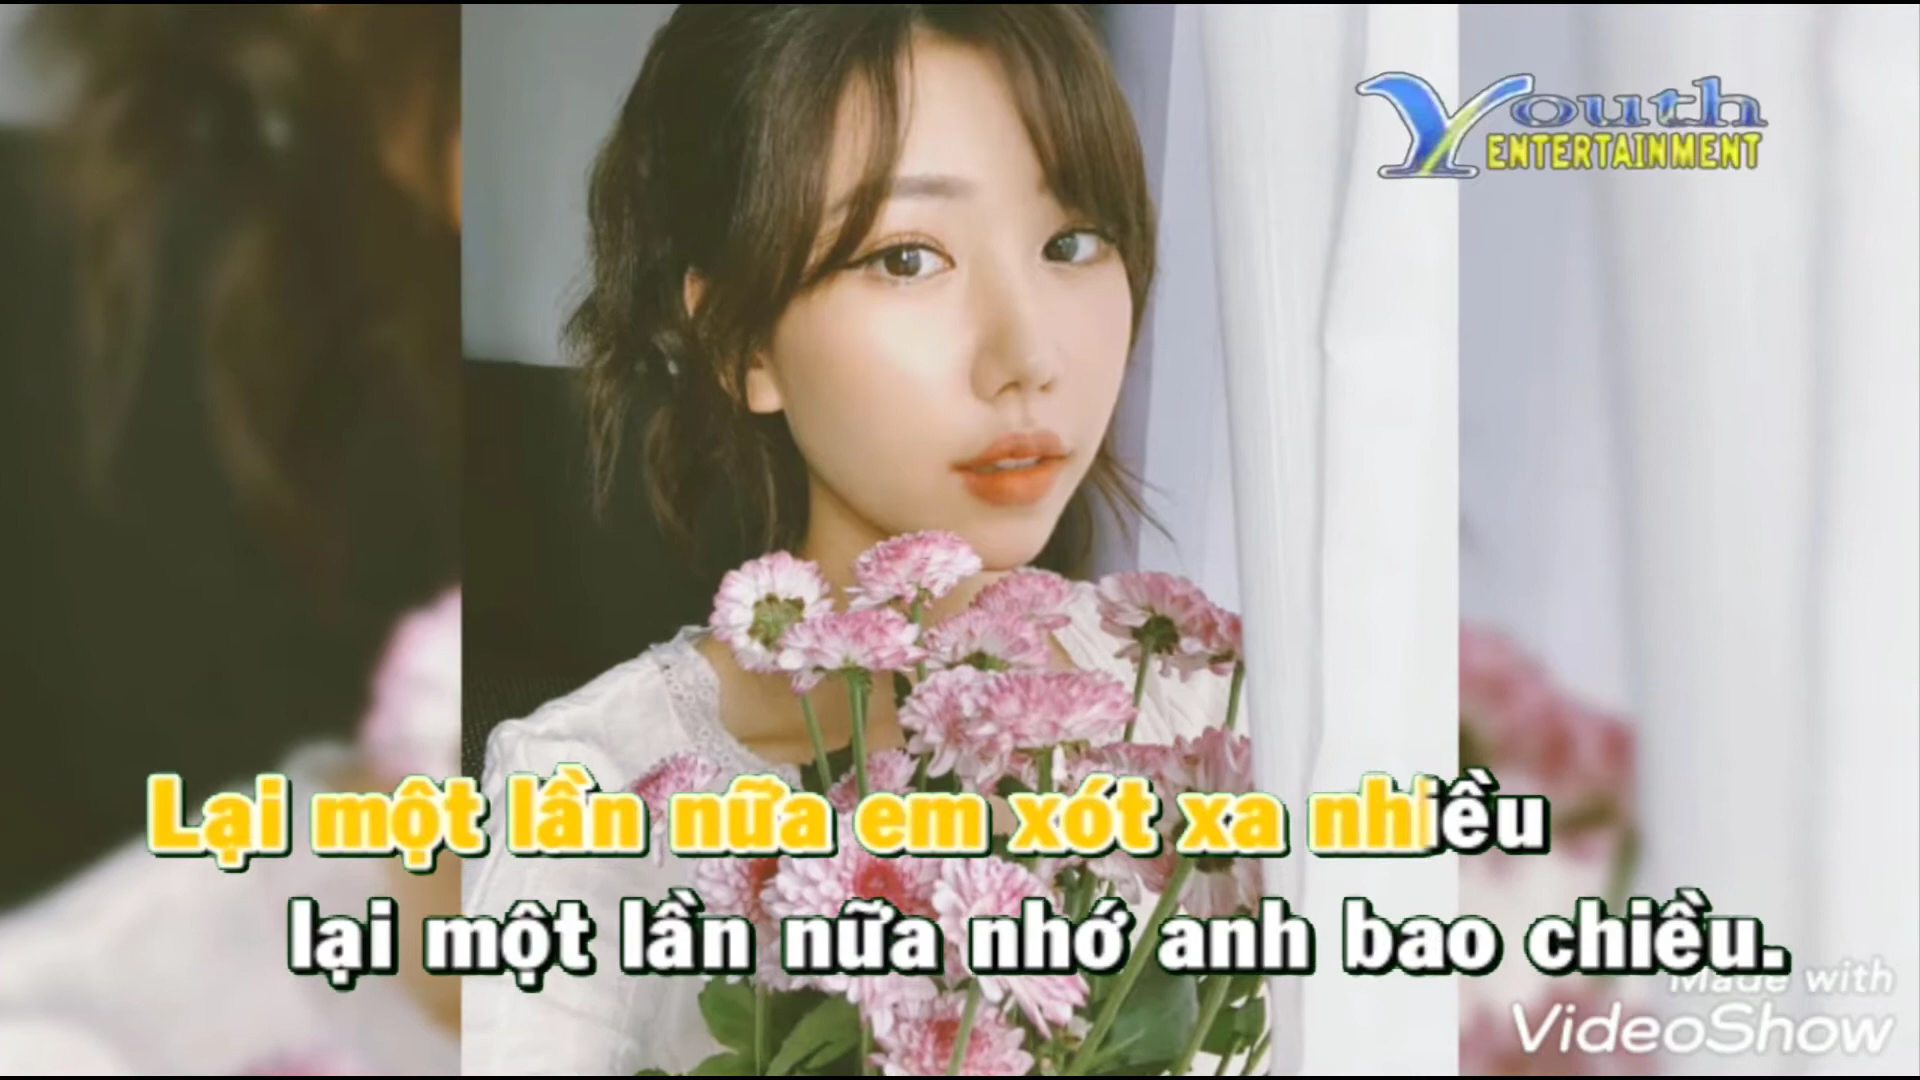 Youth
ENTERTAINMENT
Lại một lần nữa em xót xa nhiều
lại một lần nữa nhớ anh bao chiều.
Made with
VideoShow